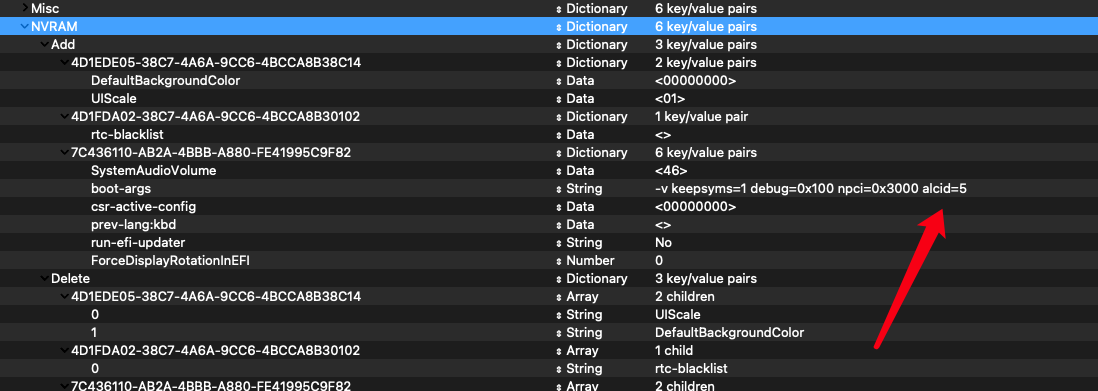 Misc Dictionary 6 key/value pairs
NVRAM Dictionary 6 key/value pairs
Add Dictionary 3 key/value pairs
4D1EDE05-38C7-4A6A-9CC6-4BCCA8B38C14 Dictionary 2 key/value pairs
DefaultBackgroundColor Data <00000000>
UIScale Data <01>
4D1FDA02-38C7-4A6A-9CC6-4BCCA8B30102 Dictionary 1 key/value pair
rtc-blacklist Data <>
7C436110-AB2A-4BBB-A880-FE41995C9F82 Dictionary 6 key/value pairs
SystemAudioVolume Data <46>
boot-args String -v keepsyms=1 debug=0x100 npci=0x3000 alcid=5
csr-active-config Data <00000000>
prev-lang:kbd Data <>
run-efi-updater String No
ForceDisplayRotationInEFI Number 0
Delete Dictionary 3 key/value pairs
4D1EDE05-38C7-4A6A-9CC6-4BCCA8B38C14 Array 2 children
0 String UIScale
1 String DefaultBackgroundColor
4D1FDA02-38C7-4A6A-9CC6-4BCCA8B30102 Array 1 child
0 String rtc-blacklist
7C436110-AB2A-4BBB-A880-FE41995C9F82 Array 2 children